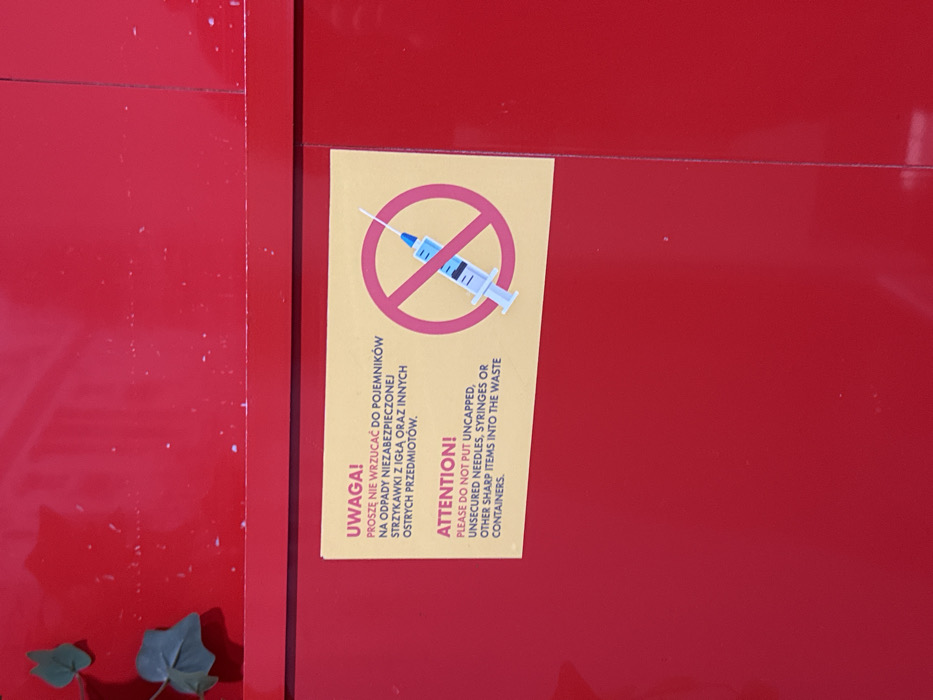 UWAGA!
PROSZĘ NIE WRZUCAĆ DO POJEMNIKÓW
NA ODPADY NIEZABEZPIECZONEJ
STRZYKAWKI Z IGŁĄ ORAZ INNYCH
OSTRYCH PRZEDMIOTÓW.
ATTENTION!
PLEASE DO NOT PUT UNCAPPED,
UNSECURED NEEDLES, SYRINGES OR
OTHER SHARP ITEMS INTO THE WASTE
CONTAINERS.